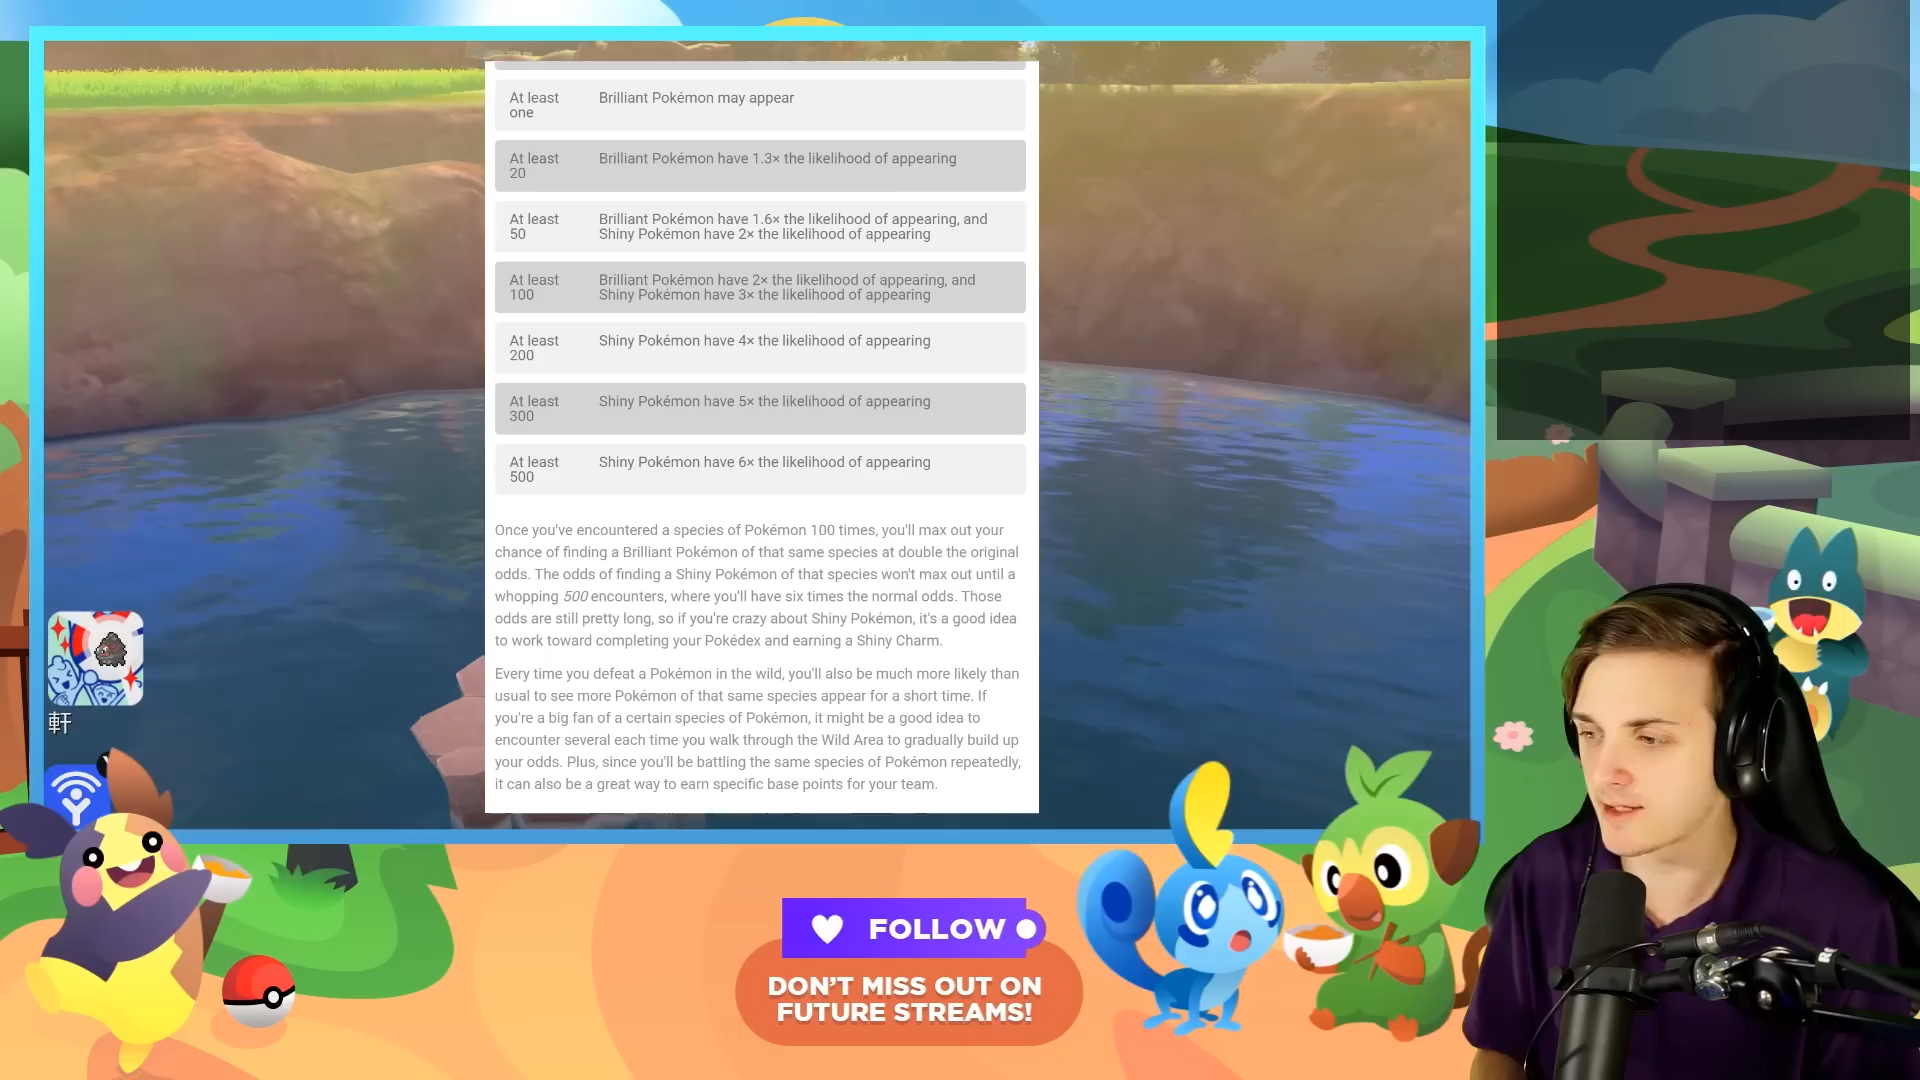 At least
one
Brilliant Pokémon may appear
At least
20
Brilliant Pokémon have 1.3× the likelihood of appearing
At least
50
Brilliant Pokémon have 1.6× the likelihood of appearing, and
Shiny Pokémon have 2× the likelihood of appearing
At least
100
Brilliant Pokémon have 2× the likelihood of appearing, and
Shiny Pokémon have 3× the likelihood of appearing
At least
200
Shiny Pokémon have 4× the likelihood of appearing
At least
300
Shiny Pokémon have 5× the likelihood of appearing
At least
500
Shiny Pokémon have 6× the likelihood of appearing
Once you've encountered a species of Pokémon 100 times, you'll max out your
chance of finding a Brilliant Pokémon of that same species at double the original
odds. The odds of finding a Shiny Pokémon of that species won't max out until a
whopping 500 encounters, where you'll have six times the normal odds. Those
odds are still pretty long, so if you're crazy about Shiny Pokémon, it's a good idea
to work toward completing your Pokédex and earning a Shiny Charm.
Every time you defeat a Pokémon in the wild, you'll also be much more likely than
usual to see more Pokémon of that same species appear for a short time. If
you're a big fan of a certain species of Pokémon, it might be a good idea to
encounter several each time you walk through the Wild Area to gradually build up
your odds. Plus, since you'll be battling the same species of Pokémon repeatedly,
it can also be a great way to earn specific base points for your team.
軒
FOLLOW
DON'T MISS OUT ON
FUTURE STREAMS!